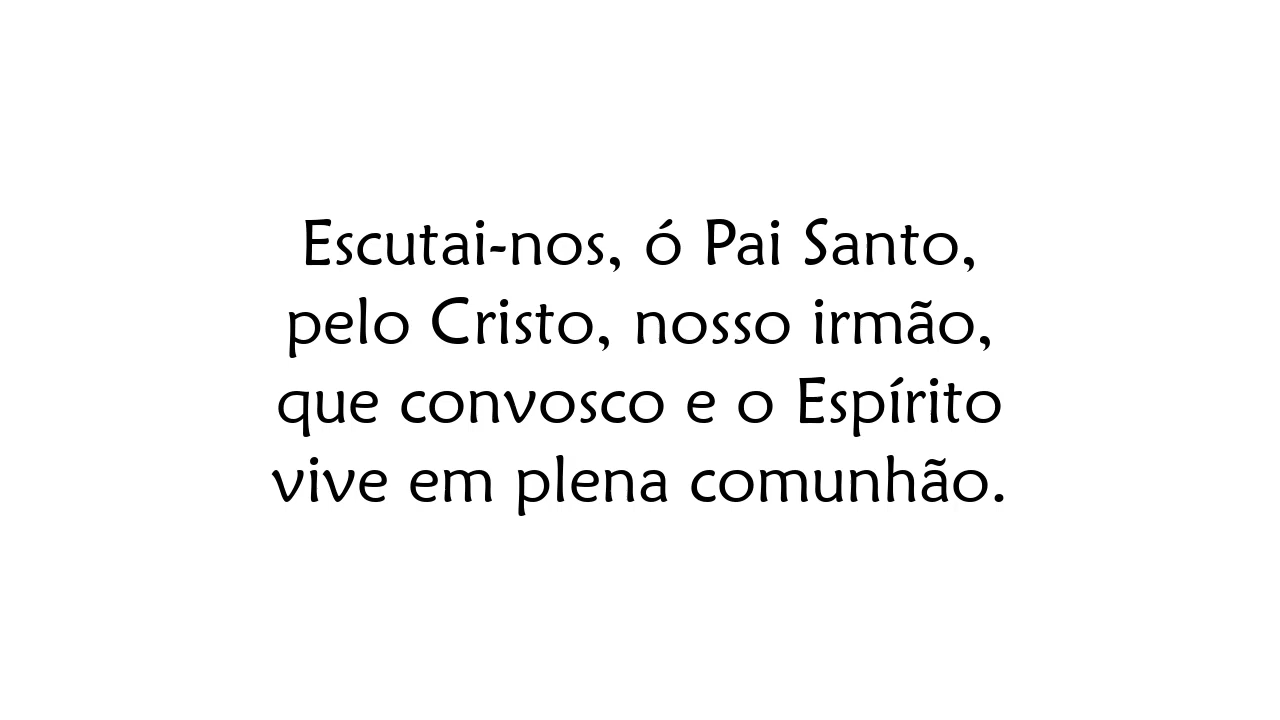 Escutai-nos, ó Pai Santo,
pelo Cristo, nosso irmão,
que convosco e o Espírito
vive em plena comunhão.